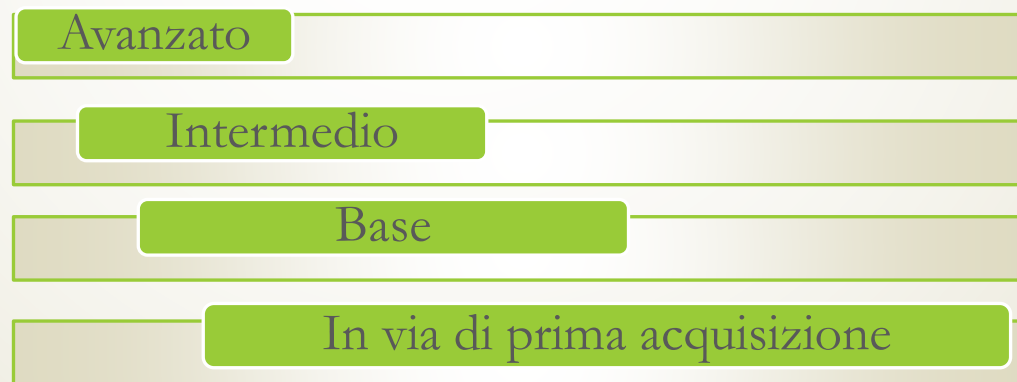 Avanzato
Intermedio
Base
In via di prima acquisizione